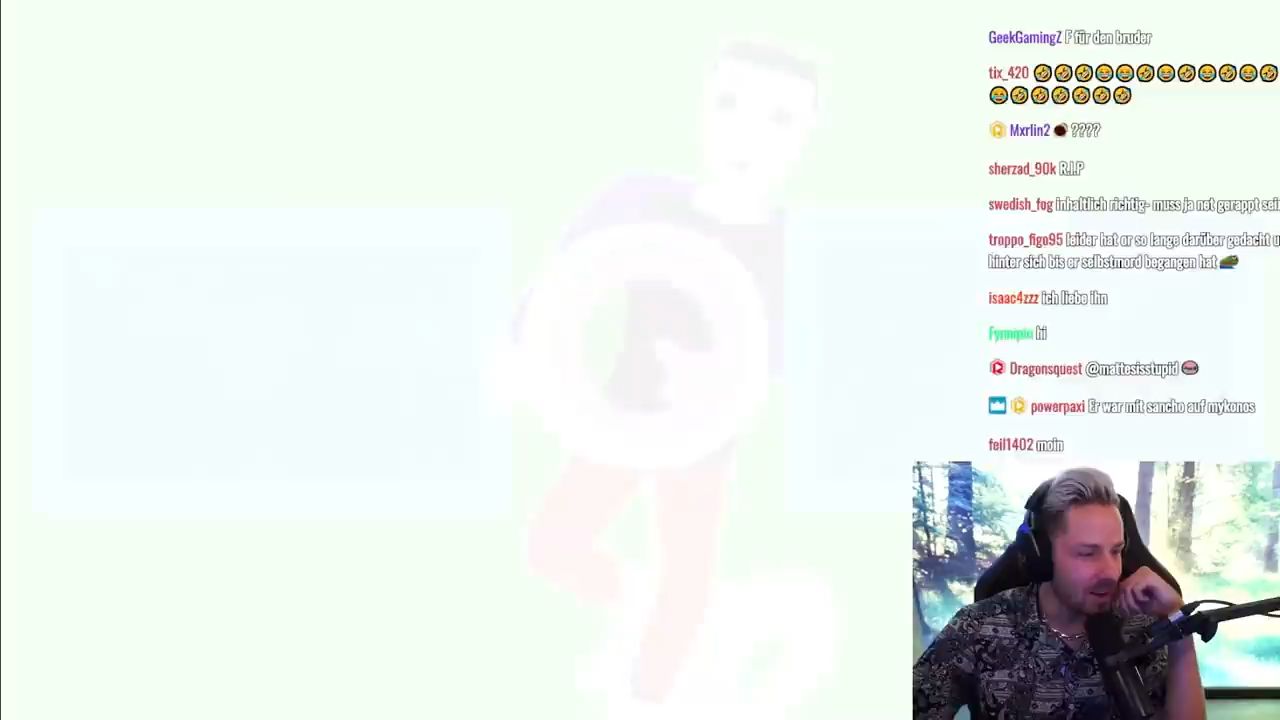 GeekGamingZ F für den bruder
tix_420
Mxrlin2 ????
sherzad_90k R.I.P
swedish_fog inhaltlich richtig- muss ja net gerappt sei
troppo_figo95 leider hat er so lange darüber gedacht u
hinter sich bis er selbstmord begangen hat
isaac4zzz ich liebe ihn
hi
Dragonsquest @mattesisstupid
powerpaxi Er war mit sancho auf mykonos
feil1402 moin